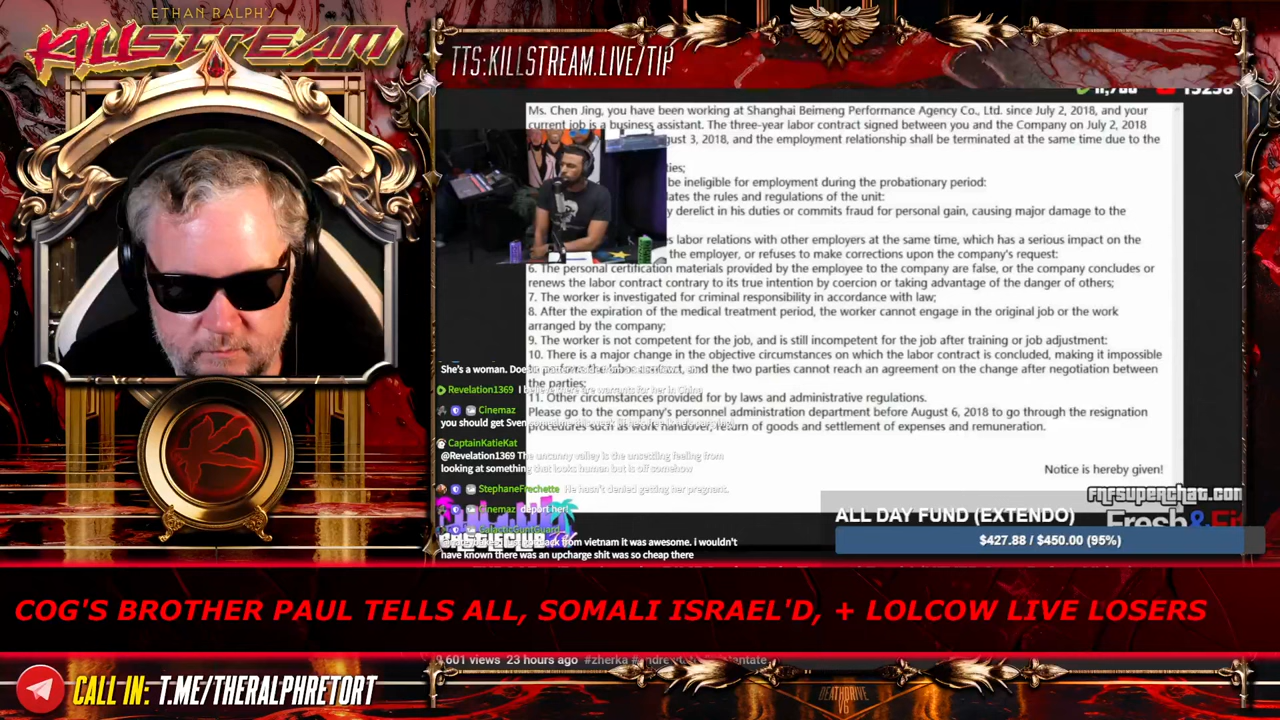 ETHAN RALPH'S
KILLSTREAM
TTS:KILLSTREAM.LIVE/TIP
Ms. Chen Jing, you have been working at Shanghai Beimeng Performance Agency Co., Ltd. since July 2, 2018, and your
current job is a business assistant. The three-year labor contract signed between you and the Company on July 2, 2018
gust 3, 2018, and the employment relationship shall be terminated at the same time due to the
ties;
be ineligible for employment during the probationary period:
lates the rules and regulations of the unit:
y derelict in his duties or commits fraud for personal gain, causing major damage to the
s labor relations with other employers at the same time, which has a serious impact on the
the employer, or refuses to make corrections upon the company's request:
6. The personal certification materials provided by the employee to the company are false, or the company concludes or
renews the labor contract contrary to its true intention by coercion or taking advantage of the danger of others;
7. The worker is investigated for criminal responsibility in accordance with law;
8. After the expiration of the medical treatment period, the worker cannot engage in the original job or the work
arranged by the company;
9. The worker is not competent for the job, and is still incompetent for the job after training or job adjustment:
10. There is a major change in the objective circumstances on which the labor contract is concluded, making it impossible
and the two parties cannot reach an agreement on the change after negotiation between
the parties;
11. Other circumstances provided for by laws and administrative regulations.
Please go to the company's personnel administration department before August 6, 2018 to go through the resignation
procedures such as work handover, return of goods and settlement of expenses and remuneration.
Notice is hereby given!
She's a woman.
Revelation1369 I believe there are warrants for her in China
Cinemaz
you should get Sven
CaptainKatieKat
@Revelation1369 The uncanny valley is the unsettling feeling from
looking at something that looks human but is off somehow
StephaneFrechette He hasn't denied getting her pregnant.
Cinemaz deport her!
from vietnam it was awesome. i wouldn't
have known there was an upcharge shit was so cheap there
fnfsuperchat.com
Fresh&Fi
ALL DAY FUND (EXTENDO)
$427.88 / $450.00 (95%)
COG'S BROTHER PAUL TELLS ALL, SOMALI ISRAEL'D, + LOLCOW LIVE LOSERS
601 views 23 hours ago #zherka
CALL IN: T.ME/THERALPHRETORT
DEATHDRIVE